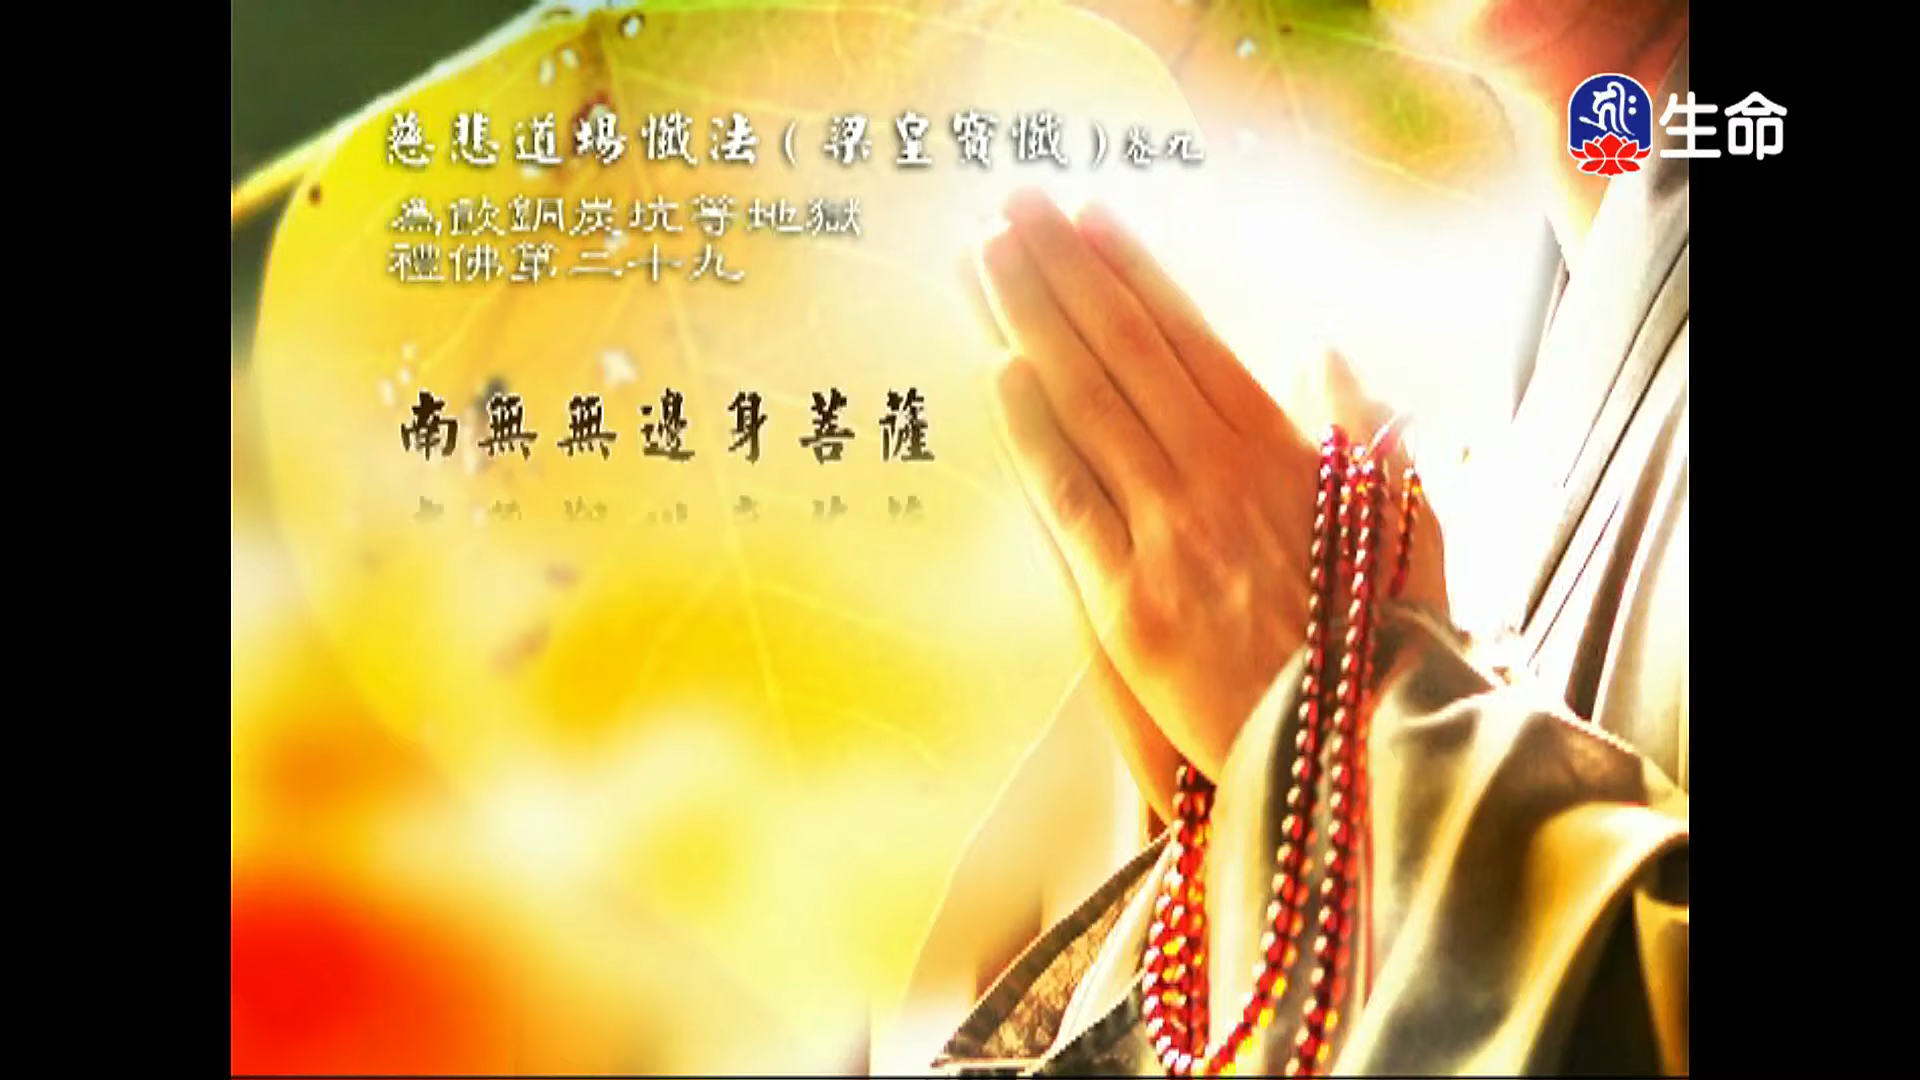 慈悲道場懺法(梁皇寶懺)卷九
為飲銅炭坑等地獄
禮佛第三十九
南無無邊身菩薩
生命